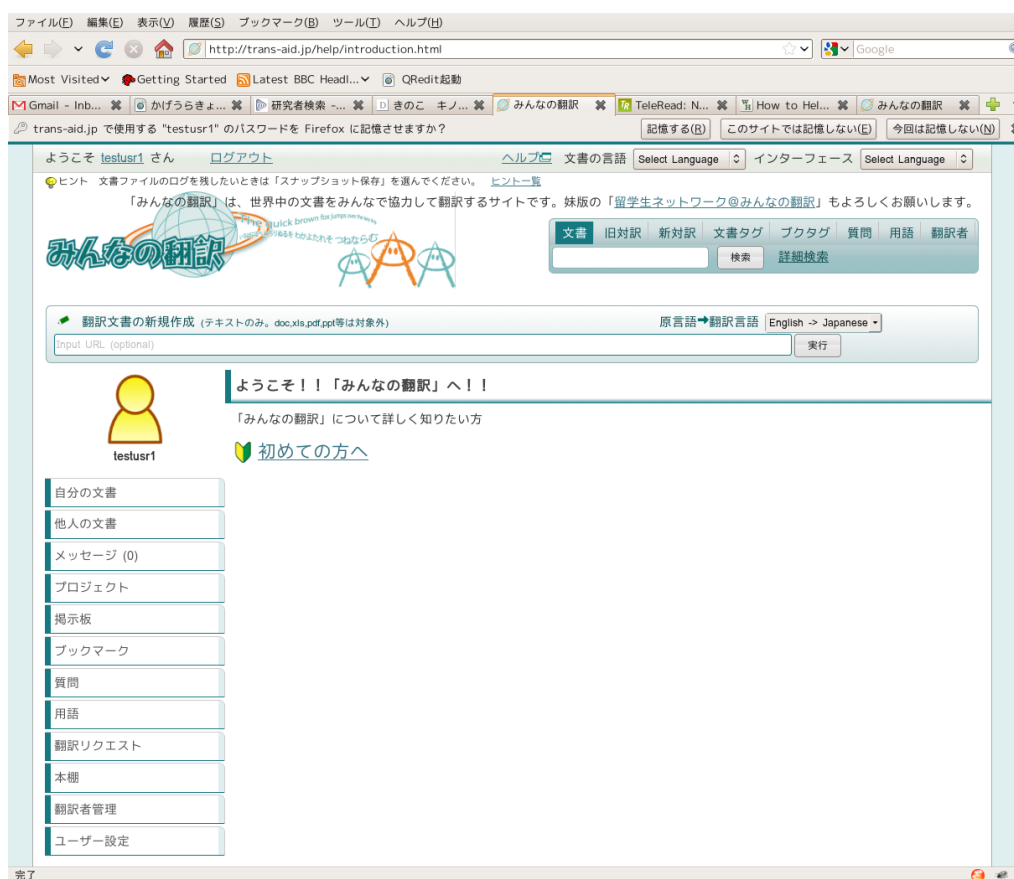 ファイル(F) 編集(E) 表示(V) 履歴(S) ブックマーク(B) ツール(T) ヘルプ(H)
http://trans-aid.jp/help/introduction.html Google
Most Visited Getting Started Latest BBC Headl... QRedit起動
Gmail - Inb... かげうらきょ... 研究者検索 -... きのこ キノ... みんなの翻訳 TeleRead: N... How to Hel... みんなの翻訳
trans-aid.jp で使用する "testusr1" のパスワードを Firefox に記憶させますか? 記憶する(R) このサイトでは記憶しない(E) 今回は記憶しない(N)
ようこそ testusr1 さん ログアウト ヘルプ 文書の言語 Select Language インターフェース Select Language
ヒント 文書ファイルのログを残したいときは「スナップショット保存」を選んでください。 ヒント一覧
「みんなの翻訳」は、世界中の文書をみんなで協力して翻訳するサイトです。妹版の「留学生ネットワーク@みんなの翻訳」もよろしくお願いします。
The quick brown fox jumps over the lazy
いろはにほへとちりぬるを わかよたれそ つねならむ
みんなの翻訳
文書 旧対訳 新対訳 文書タグ ブクタグ 質問 用語 翻訳者
検索 詳細検索
翻訳文書の新規作成 (テキストのみ。doc,xls,pdf,ppt等は対象外) 原言語➡翻訳言語 English -> Japanese
Input URL (optional) 実行
ようこそ!!「みんなの翻訳」へ!!
「みんなの翻訳」について詳しく知りたい方
初めての方へ
testusr1
自分の文書
他人の文書
メッセージ (0)
プロジェクト
掲示板
ブックマーク
質問
用語
翻訳リクエスト
本棚
翻訳者管理
ユーザー設定
完了